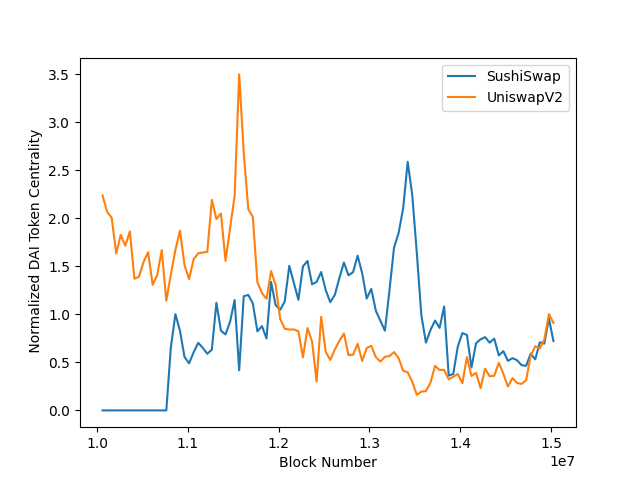 SushiSwap
UniswapV2
Normalized DAI Token Centrality
3.5
3.0
2.5
2.0
1.5
1.0
0.5
0.0
1.0 1.1 1.2 1.3 1.4 1.5
1e7
Block Number